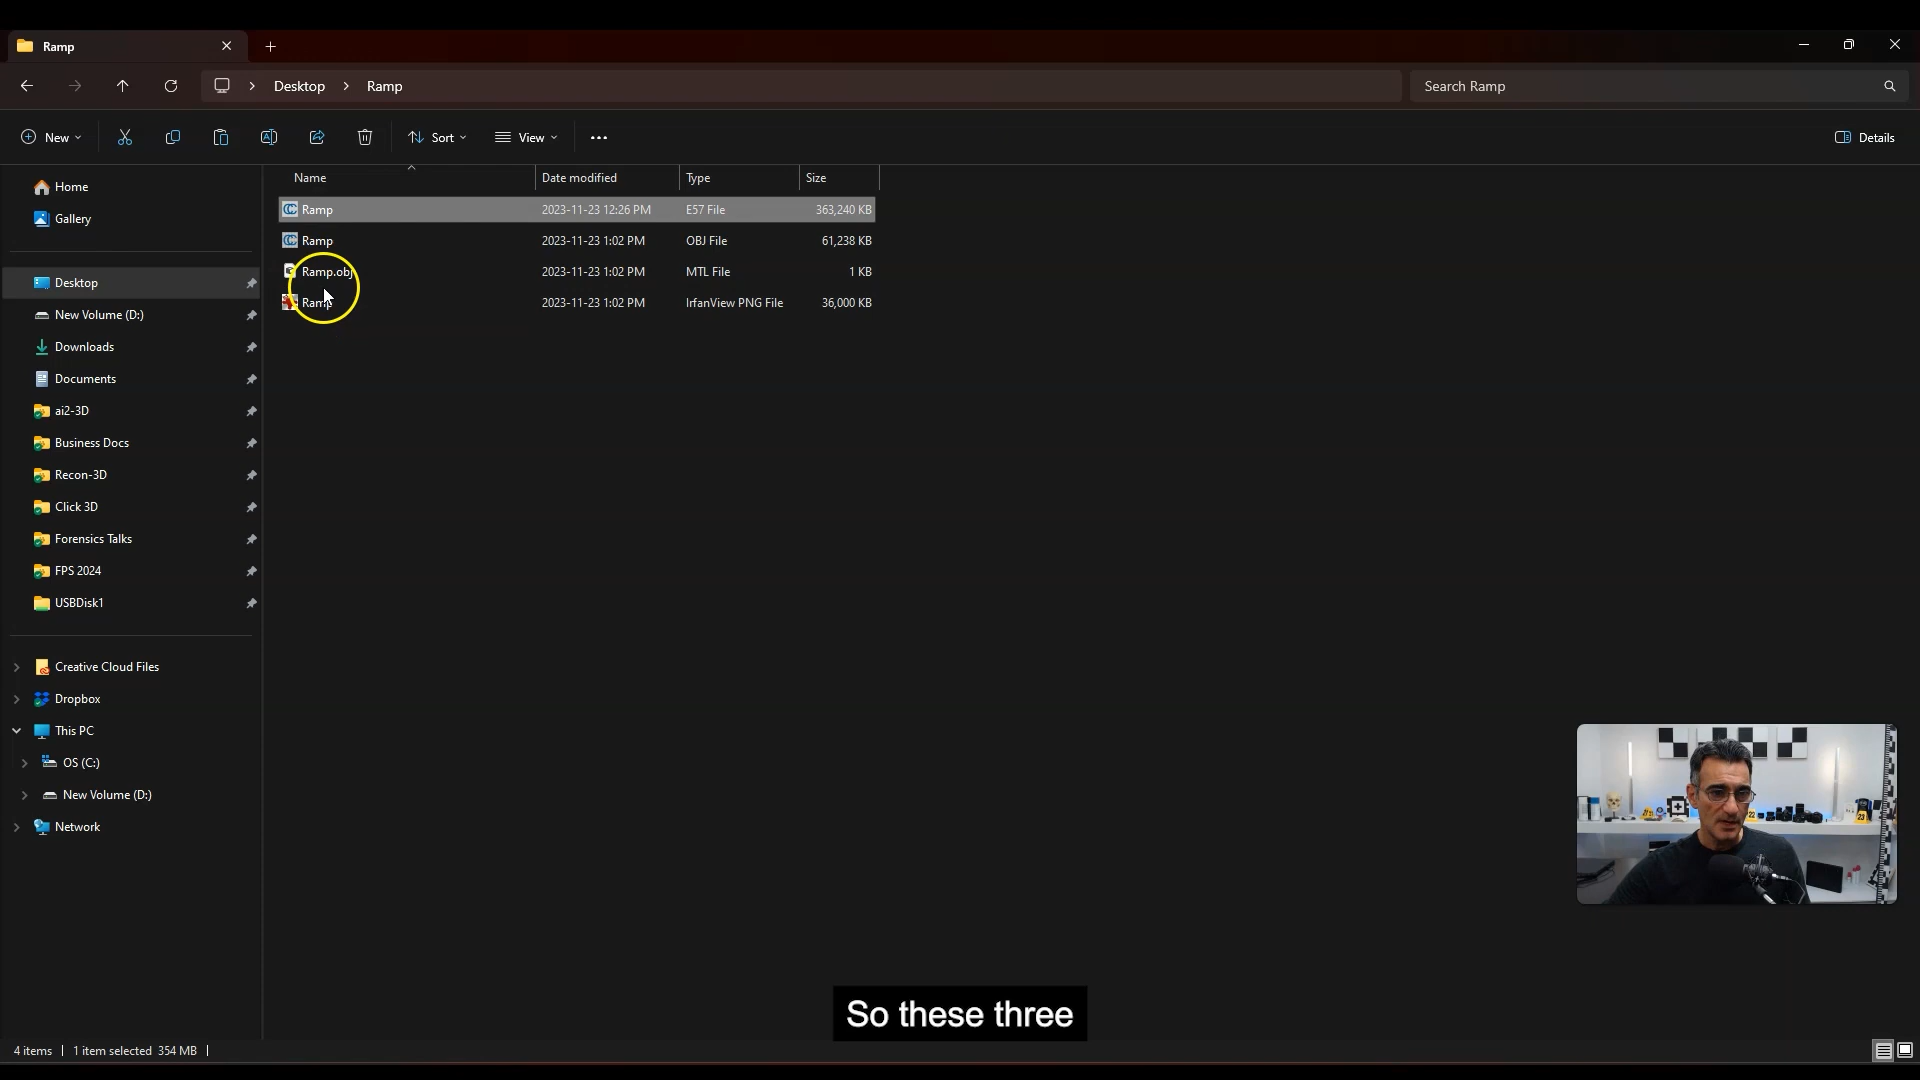 Ramp
Desktop > Ramp
Search Ramp
New
Sort
View
Details
Name Date modified Type Size
Ramp 2023-11-23 12:26 PM E57 File 363,240 KB
Ramp 2023-11-23 1:02 PM OBJ File 61,238 KB
Ramp.obj 2023-11-23 1:02 PM MTL File 1 KB
Ramp 2023-11-23 1:02 PM IrfanView PNG File 36,000 KB
Home
Gallery
Desktop
New Volume (D:)
Downloads
Documents
ai2-3D
Business Docs
Recon-3D
Click 3D
Forensics Talks
FPS 2024
USBDisk1
Creative Cloud Files
Dropbox
This PC
OS (C:)
New Volume (D:)
Network
22
23
So these three
4 items
1 item selected 354 MB